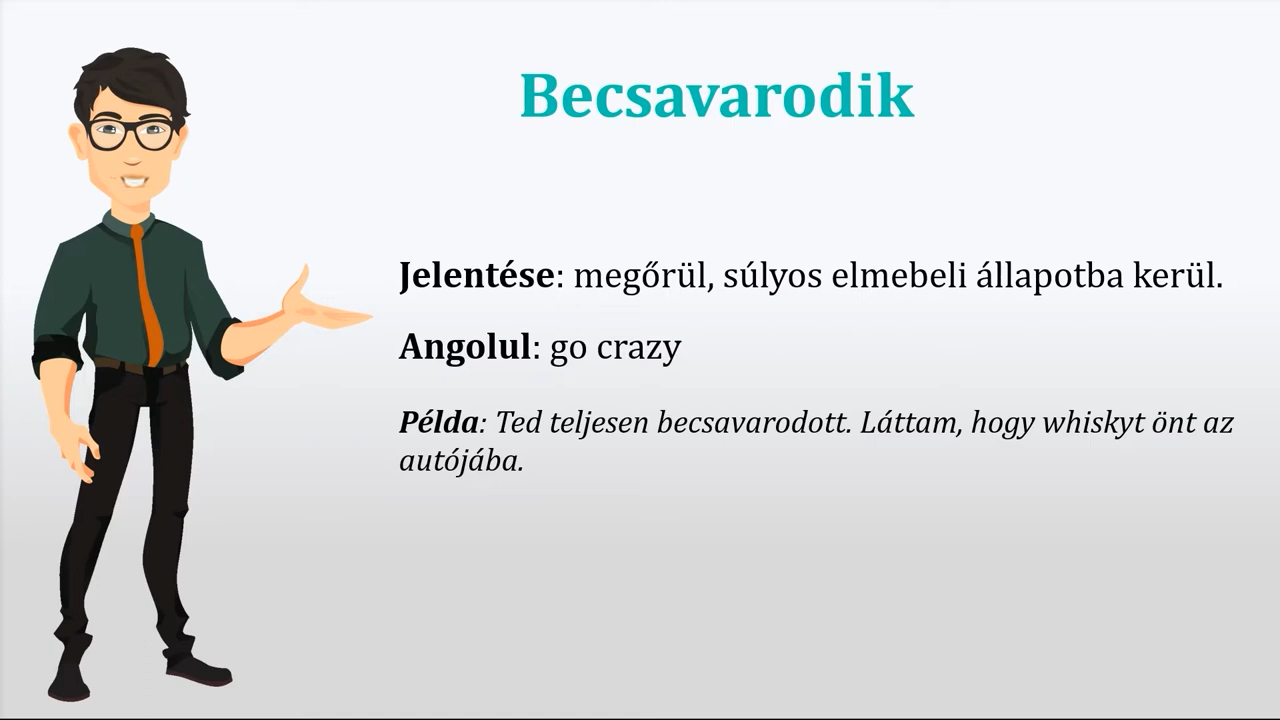 Becsavarodik
Jelentése: megőrül, súlyos elmebeli állapotba kerül.
Angolul: go crazy
Példa: Ted teljesen becsavarodott. Láttam, hogy whiskyt önt az
autójába.